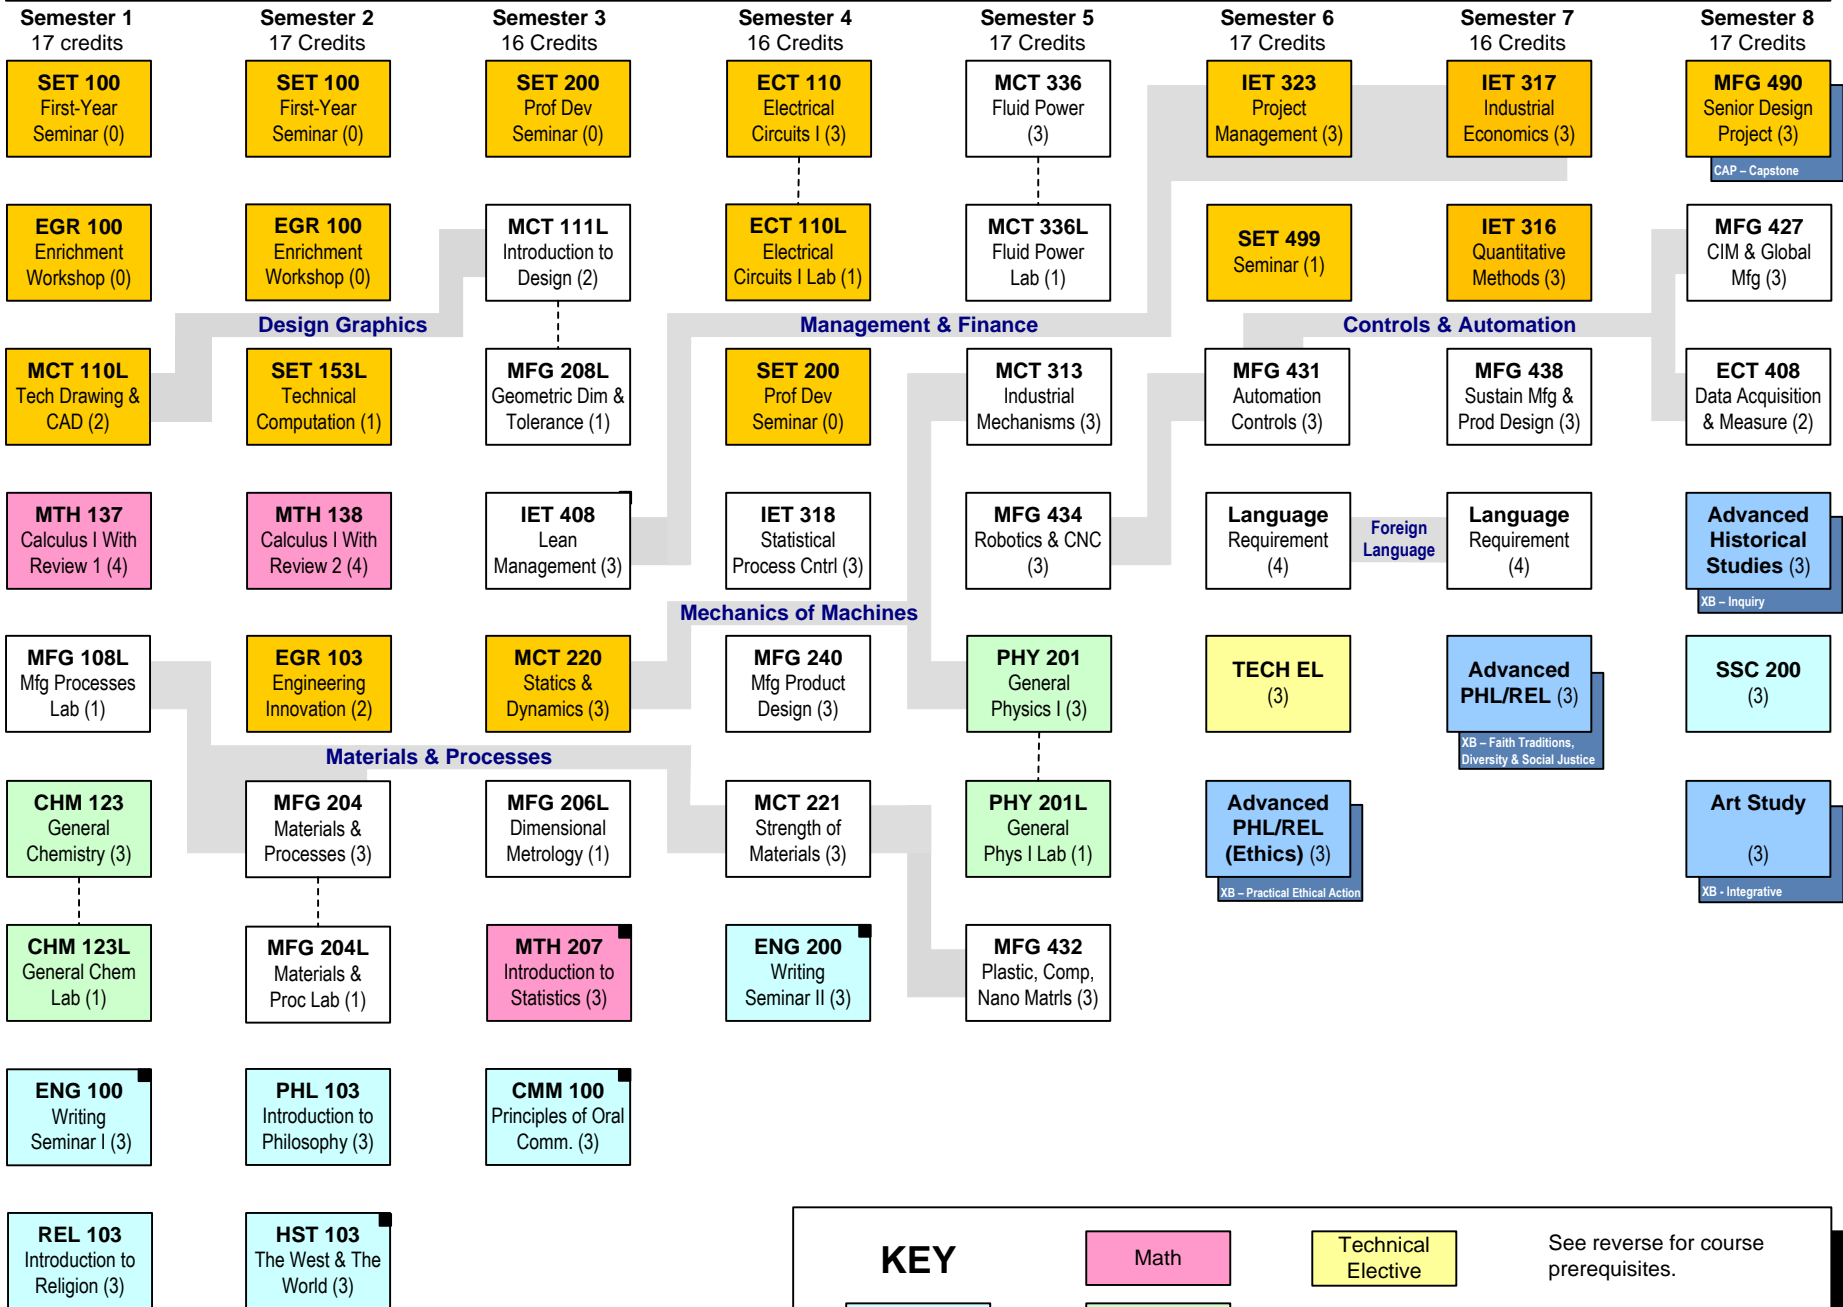 Semester 1
17 credits
Semester 2
17 Credits
Semester 3
16 Credits
Semester 4
16 Credits
Semester 5
17 Credits
Semester 6
17 Credits
Semester 7
16 Credits
Semester 8
17 Credits
SET 100
First-Year
Seminar (0)
SET 100
First-Year
Seminar (0)
SET 200
Prof Dev
Seminar (0)
ECT 110
Electrical
Circuits I (3)
MCT 336
Fluid Power
(3)
IET 323
Project
Management (3)
IET 317
Industrial
Economics (3)
MFG 490
Senior Design
Project (3)
CAP – Capstone
EGR 100
Enrichment
Workshop (0)
EGR 100
Enrichment
Workshop (0)
MCT 111L
Introduction to
Design (2)
ECT 110L
Electrical
Circuits I Lab (1)
MCT 336L
Fluid Power
Lab (1)
SET 499
Seminar (1)
IET 316
Quantitative
Methods (3)
MFG 427
CIM & Global
Mfg (3)
Design Graphics
Management & Finance
Controls & Automation
MCT 110L
Tech Drawing &
CAD (2)
SET 153L
Technical
Computation (1)
MFG 208L
Geometric Dim &
Tolerance (1)
SET 200
Prof Dev
Seminar (0)
MCT 313
Industrial
Mechanisms (3)
MFG 431
Automation
Controls (3)
MFG 438
Sustain Mfg &
Prod Design (3)
ECT 408
Data Acquisition
& Measure (2)
MTH 137
Calculus I With
Review 1 (4)
MTH 138
Calculus I With
Review 2 (4)
IET 408
Lean
Management (3)
IET 318
Statistical
Process Cntrl (3)
MFG 434
Robotics & CNC
(3)
Language
Requirement
(4)
Foreign
Language
Language
Requirement
(4)
Advanced
Historical
Studies (3)
XB – Inquiry
Mechanics of Machines
MFG 108L
Mfg Processes
Lab (1)
EGR 103
Engineering
Innovation (2)
MCT 220
Statics &
Dynamics (3)
MFG 240
Mfg Product
Design (3)
PHY 201
General
Physics I (3)
TECH EL
(3)
Advanced
PHL/REL (3)
XB – Faith Traditions,
Diversity & Social Justice
SSC 200
(3)
Materials & Processes
CHM 123
General
Chemistry (3)
MFG 204
Materials &
Processes (3)
MFG 206L
Dimensional
Metrology (1)
MCT 221
Strength of
Materials (3)
PHY 201L
General
Phys I Lab (1)
Advanced
PHL/REL
(Ethics) (3)
XB – Practical Ethical Action
Art Study
(3)
XB - Integrative
CHM 123L
General Chem
Lab (1)
MFG 204L
Materials &
Proc Lab (1)
MTH 207
Introduction to
Statistics (3)
ENG 200
Writing
Seminar II (3)
MFG 432
Plastic, Comp,
Nano Matrls (3)
ENG 100
Writing
Seminar I (3)
PHL 103
Introduction to
Philosophy (3)
CMM 100
Principles of Oral
Comm. (3)
REL 103
Introduction to
Religion (3)
HST 103
The West & The
World (3)
KEY
Math
Technical
Elective
See reverse for course
prerequisites.